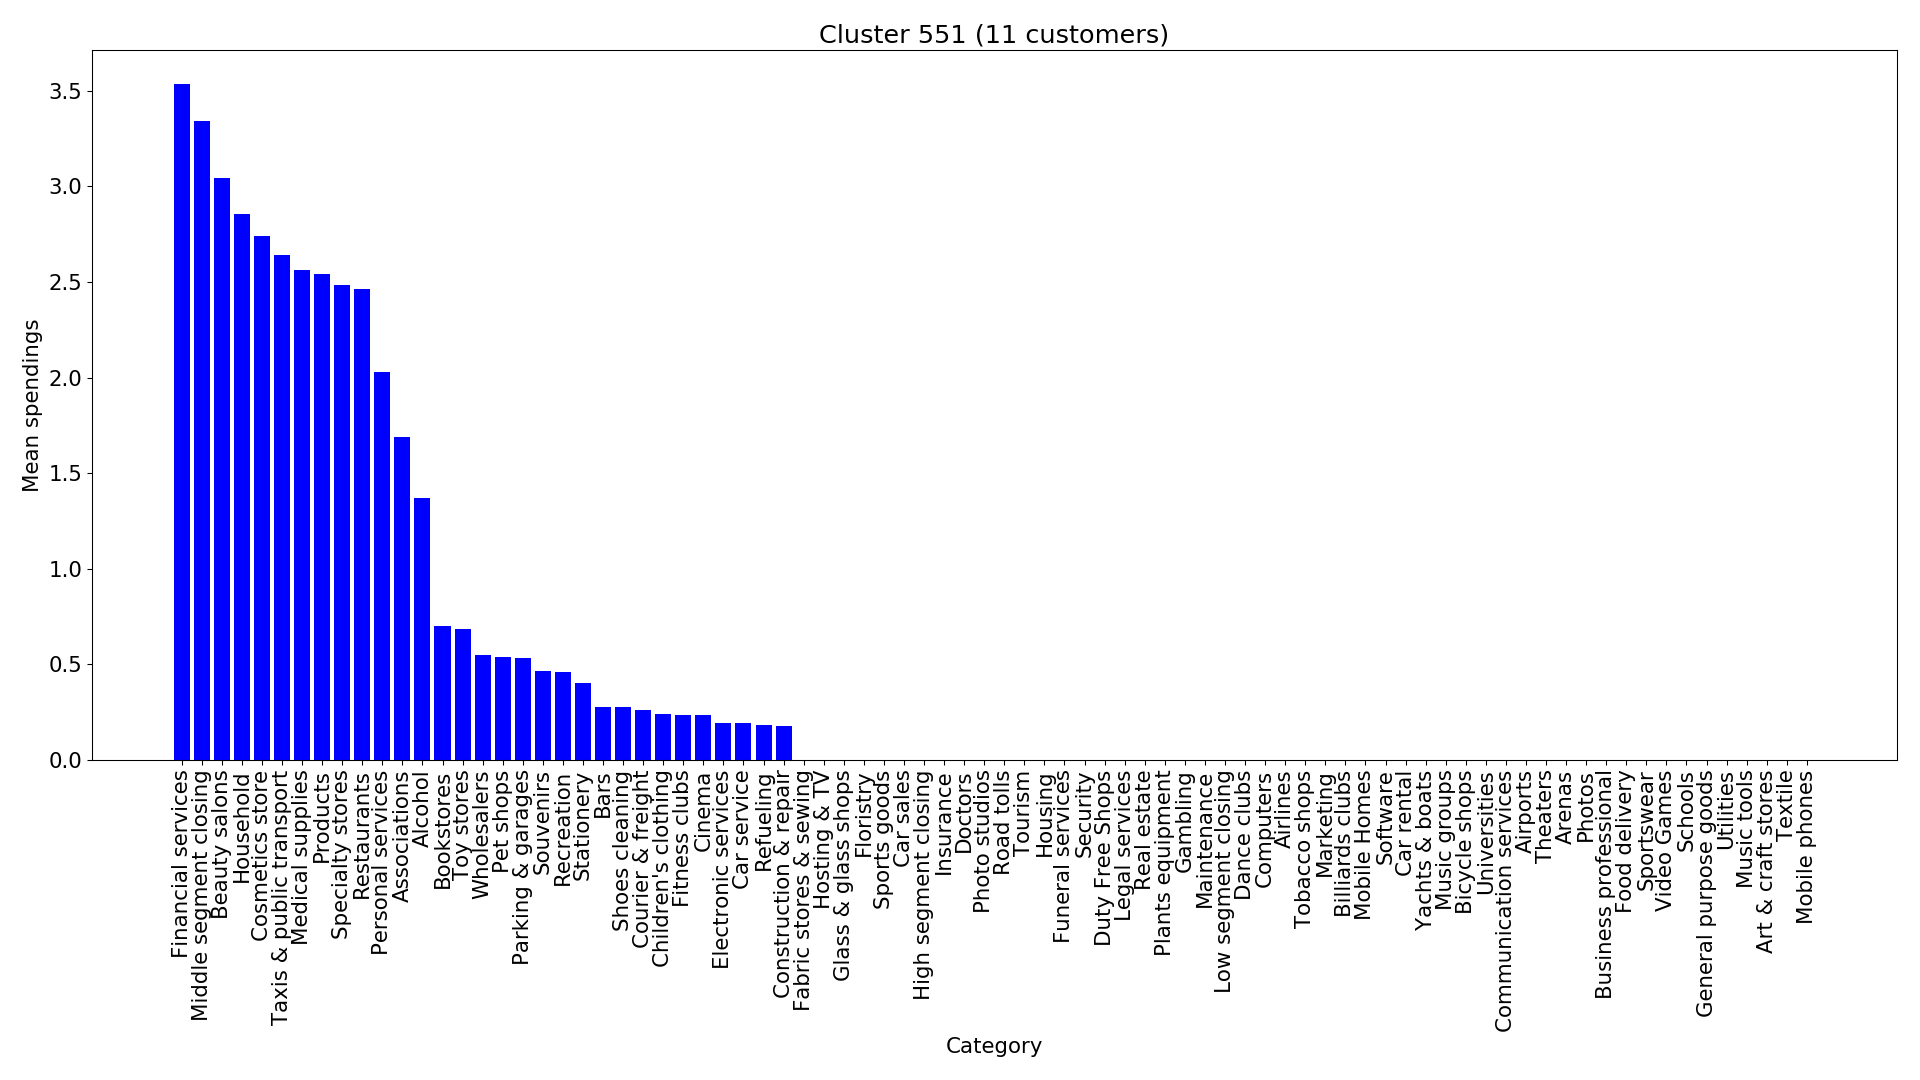 Cluster 551 (11 customers)
Mean spendings
3.5
3.0
2.5
2.0
1.5
1.0
0.5
0.0
Financial services
Middle segment closing
Beauty salons
Household
Cosmetics store
Taxis & public transport
Medical supplies
Products
Specialty stores
Restaurants
Personal services
Associations
Alcohol
Bookstores
Toy stores
Wholesalers
Pet shops
Parking & garages
Souvenirs
Recreation
Stationery
Bars
Shoes cleaning
Courier & freight
Children's clothing
Fitness clubs
Cinema
Electronic services
Car service
Refueling
Construction & repair
Fabric stores & sewing
Hosting & TV
Glass & glass shops
Floristry
Sports goods
Car sales
High segment closing
Insurance
Doctors
Photo studios
Road tolls
Tourism
Housing
Funeral services
Security
Duty Free Shops
Legal services
Real estate
Plants equipment
Gambling
Maintenance
Low segment closing
Dance clubs
Computers
Airlines
Tobacco shops
Marketing
Billiards clubs
Mobile Homes
Software
Car rental
Yachts & boats
Music groups
Bicycle shops
Universities
Communication services
Airports
Theaters
Arenas
Photos
Business professional
Food delivery
Sportswear
Video Games
Schools
General purpose goods
Utilities
Music tools
Art & craft stores
Textile
Mobile phones
Category